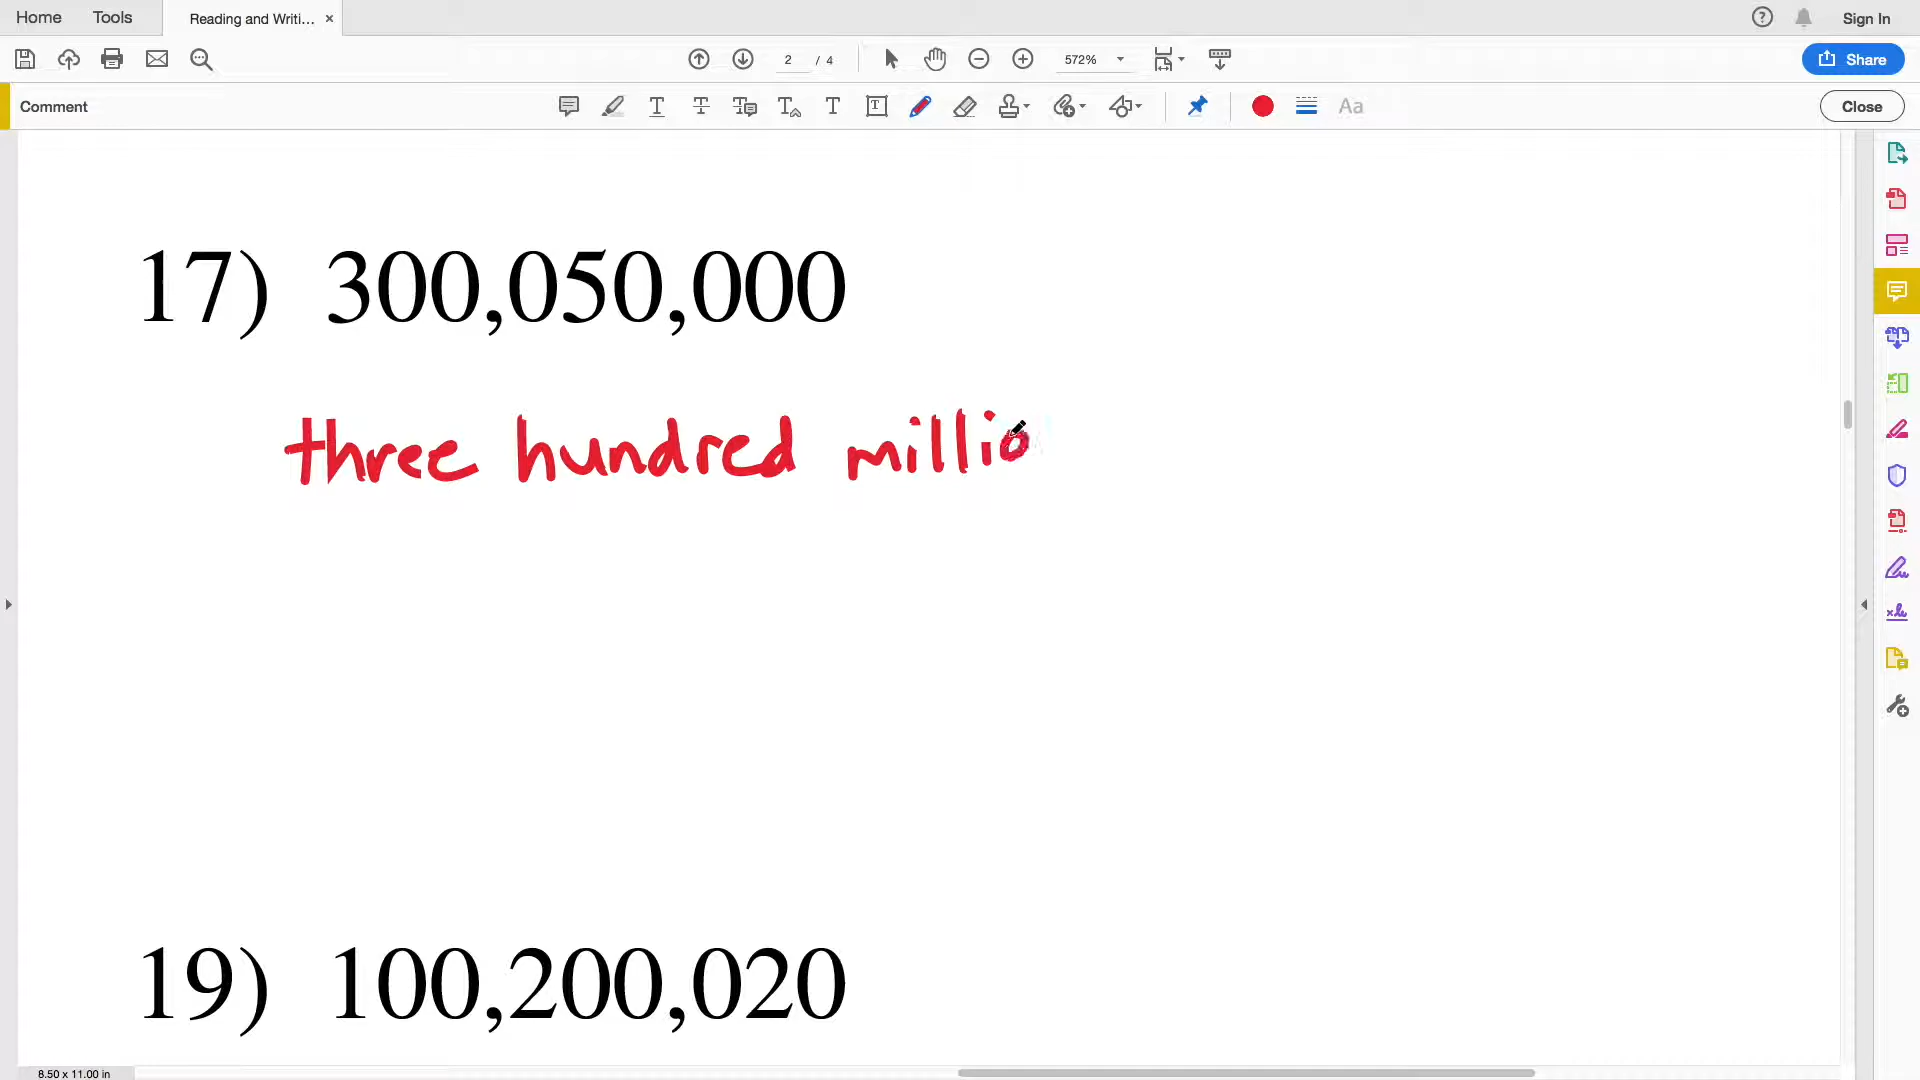 Home Tools Reading and Writi... × Sign In
2 / 4 572% Share
Comment Aa Close
17) 300,050,000
three hundred millio
19) 100,200,020
8.50 x 11.00 in